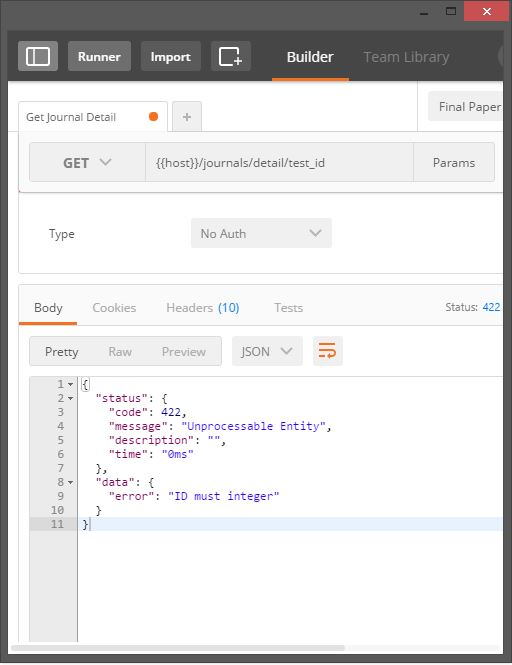 Runner
Import
Builder
Team Library
Get Journal Detail
+
Final Paper
GET
{{host}}/journals/detail/test_id
Params
Type
No Auth
Body
Cookies
Headers (10)
Tests
Status: 422
Pretty
Raw
Preview
JSON
1 {
2 "status": {
3 "code": 422,
4 "message": "Unprocessable Entity",
5 "description": "",
6 "time": "0ms"
7 },
8 "data": {
9 "error": "ID must integer"
10 }
11 }